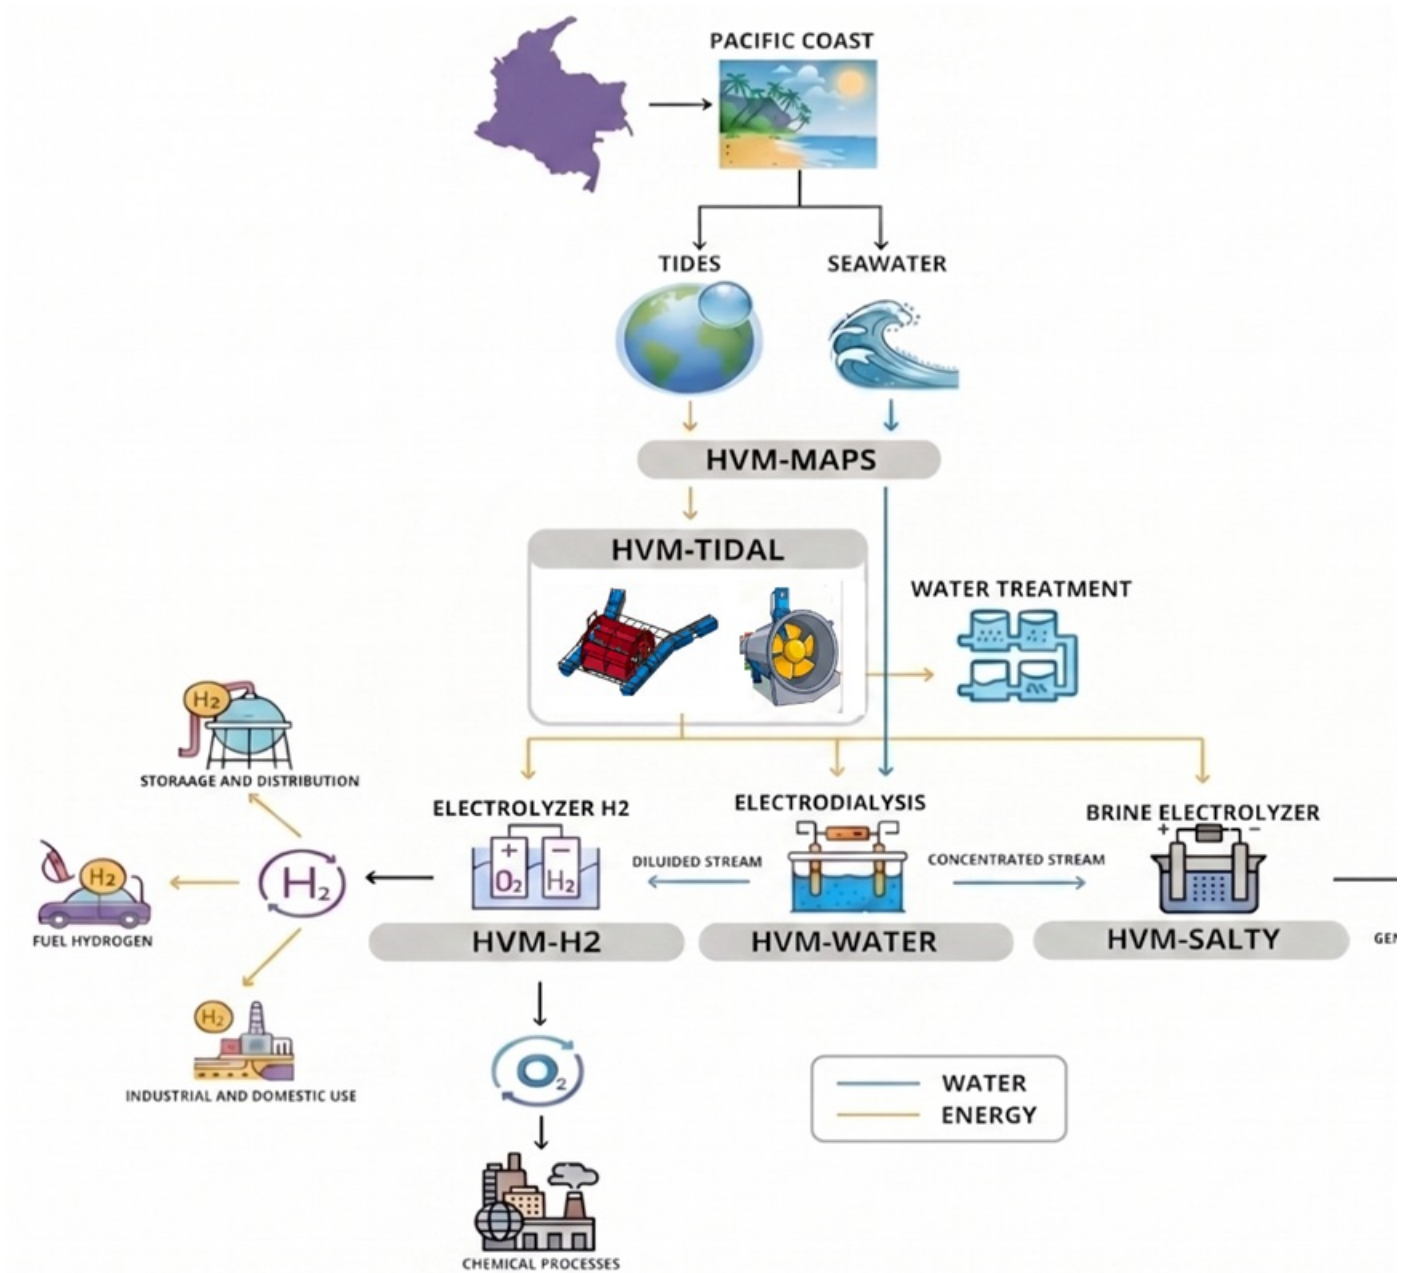 PACIFIC COAST
TIDES
SEAWATER
HVM-MAPS
HVM-TIDAL
WATER TREATMENT
H2
STORAAGE AND DISTRIBUTION
ELECTROLYZER H2
ELECTRODIALYSIS
BRINE ELECTROLYZER
+ −
+ −
O2 H2
DILUIDED STREAM
CONCENTRATED STREAM
H2
H2
FUEL HYDROGEN
HVM-H2
HVM-WATER
HVM-SALTY
GEN
H2
INDUSTRIAL AND DOMESTIC USE
O2
WATER
ENERGY
CHEMICAL PROCESSES